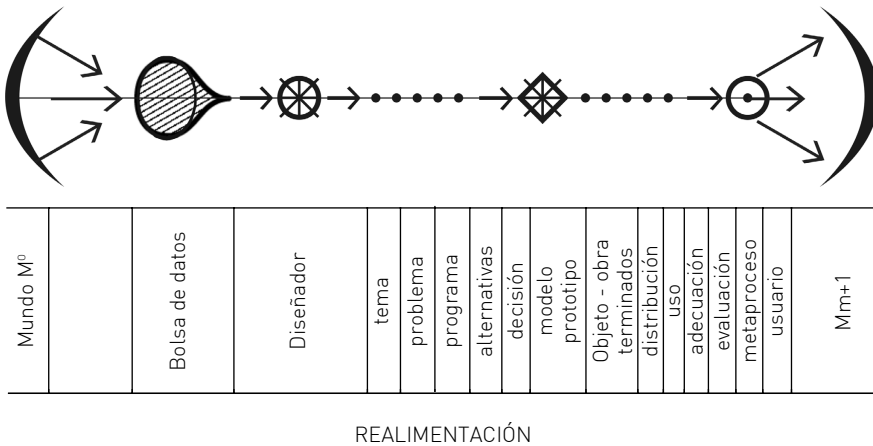 Mundo Mº
Bolsa de datos
Diseñador
tema
problema
programa
alternativas
decisión
modelo
prototipo
Objeto - obra
terminados
distribución
uso
adecuación
evaluación
metaproceso
usuario
Mm+1
REALIMENTACIÓN